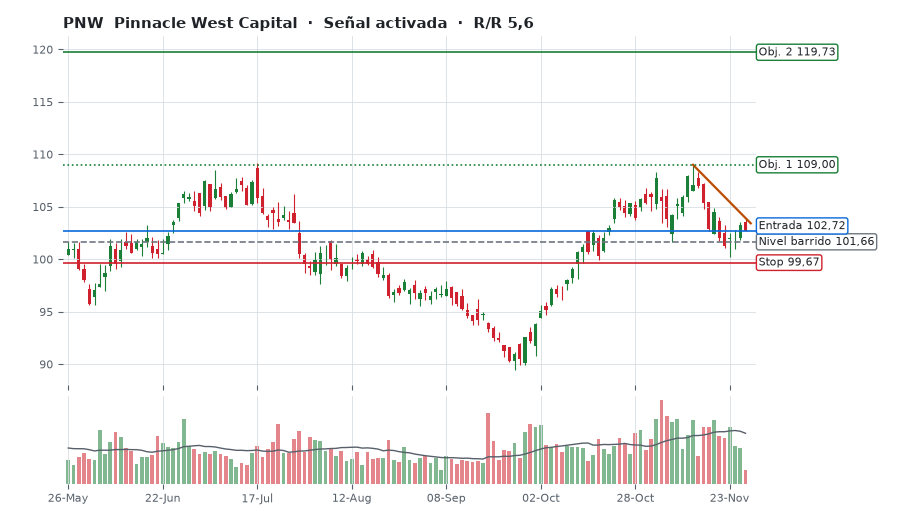 PNW  Pinnacle West Capital  ·  Señal activada  ·  R/R 5,6
120
115
110
105
100
95
90
Obj. 2 119,73
Obj. 1 109,00
Entrada 102,72
Nivel barrido 101,66
Stop 99,67
26-May
22-Jun
17-Jul
12-Aug
08-Sep
02-Oct
28-Oct
23-Nov